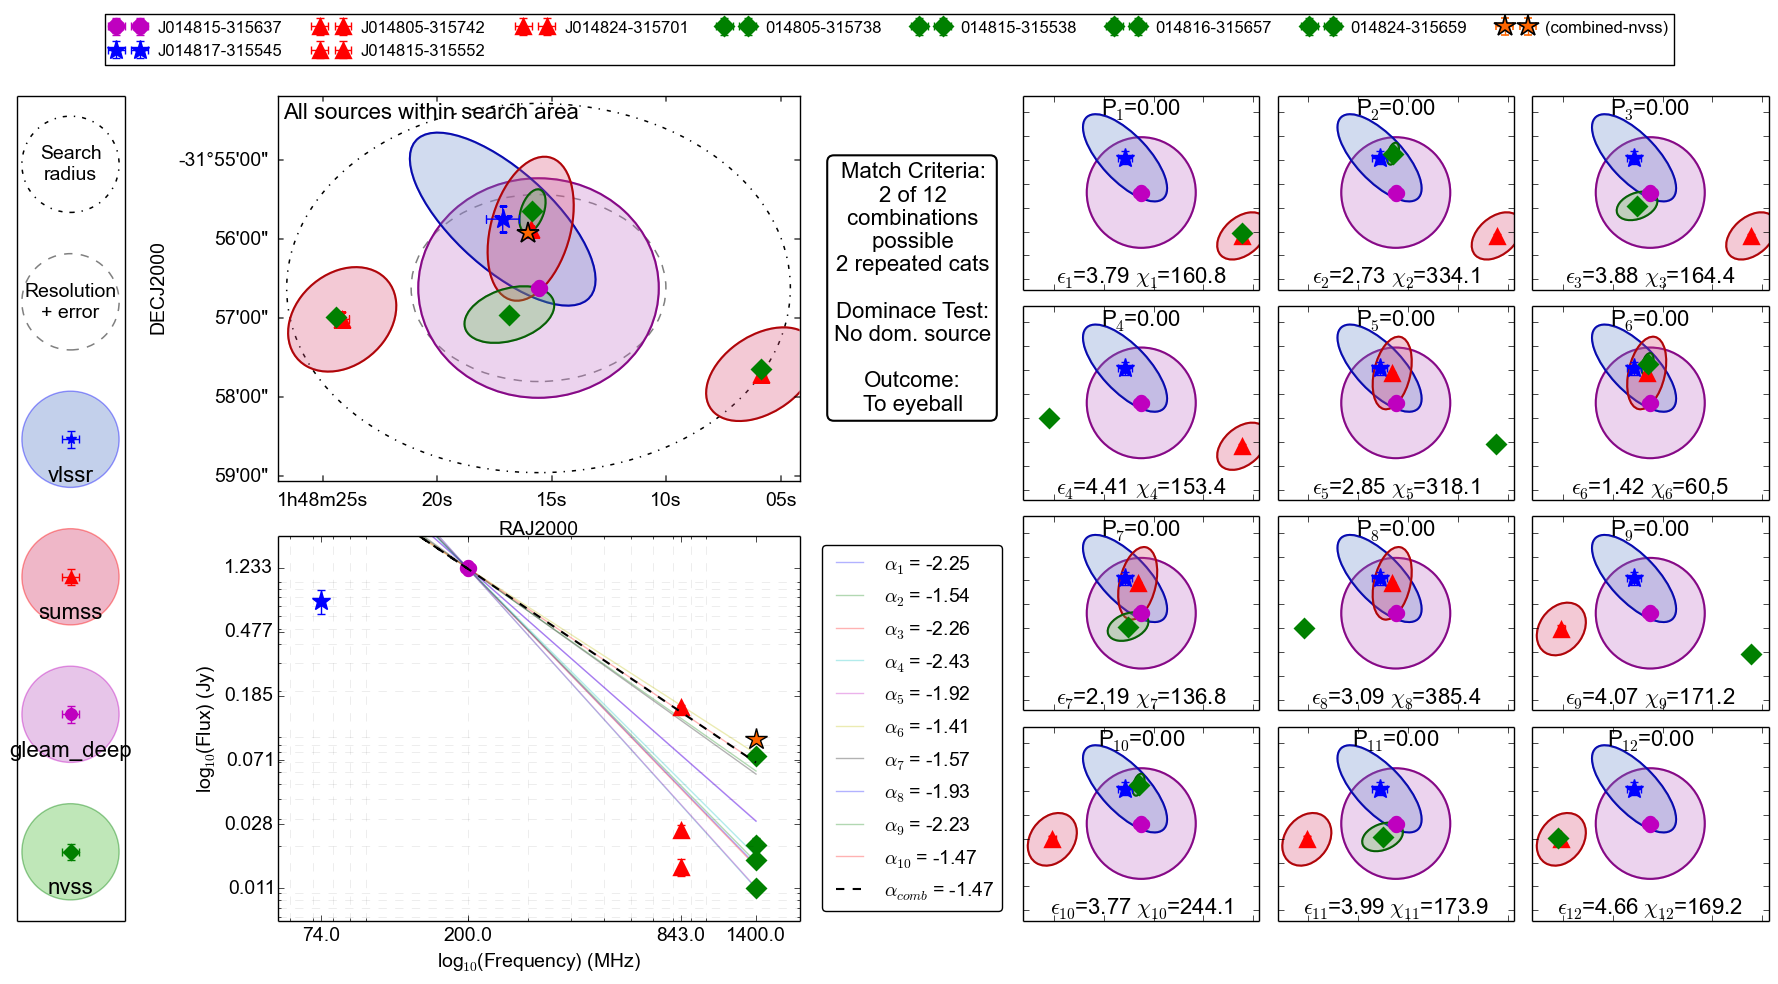 J014815-315637
J014805-315742
J014824-315701
014805-315738
014815-315538
014816-315657
014824-315659
(combined-nvss)
J014817-315545
J014815-315552
Search
radius
Resolution
+ error
vlssr
sumss
gleam_deep
nvss
All sources within search area
DECJ2000
-31°55'00"
56'00"
57'00"
58'00"
59'00"
1h48m25s
20s
15s
10s
05s
RAJ2000
Match Criteria:
2 of 12
combinations
possible
2 repeated cats
Dominace Test:
No dom. source
Outcome:
To eyeball
log10(Flux) (Jy)
1.233
0.477
0.185
0.071
0.028
0.011
74.0
200.0
843.0
1400.0
log10(Frequency) (MHz)
α1 = -2.25
α2 = -1.54
α3 = -2.26
α4 = -2.43
α5 = -1.92
α6 = -1.41
α7 = -1.57
α8 = -1.93
α9 = -2.23
α10 = -1.47
αcomb = -1.47
P1=0.00
ϵ1=3.79 χ1=160.8
P2=0.00
ϵ2=2.73 χ2=334.1
P3=0.00
ϵ3=3.88 χ3=164.4
P4=0.00
ϵ4=4.41 χ4=153.4
P5=0.00
ϵ5=2.85 χ5=318.1
P6=0.00
ϵ6=1.42 χ6=60.5
P7=0.00
ϵ7=2.19 χ7=136.8
P8=0.00
ϵ8=3.09 χ8=385.4
P9=0.00
ϵ9=4.07 χ9=171.2
P10=0.00
ϵ10=3.77 χ10=244.1
P11=0.00
ϵ11=3.99 χ11=173.9
P12=0.00
ϵ12=4.66 χ12=169.2